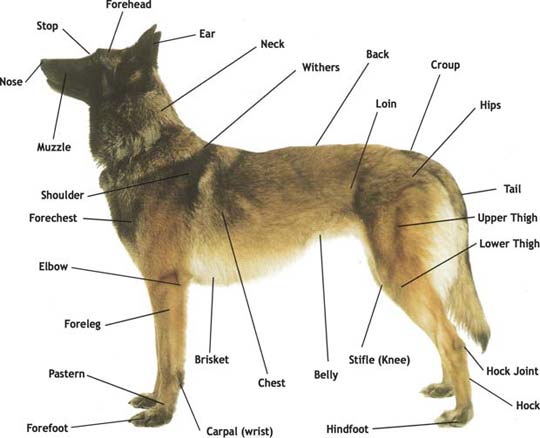 Forehead
Stop
Ear
Neck
Back
Withers
Croup
Nose
Loin
Hips
Muzzle
Tail
Shoulder
Forechest
Upper Thigh
Lower Thigh
Elbow
Foreleg
Brisket
Stifle (Knee)
Belly
Pastern
Chest
Hock Joint
Hock
Forefoot
Carpal (wrist)
Hindfoot